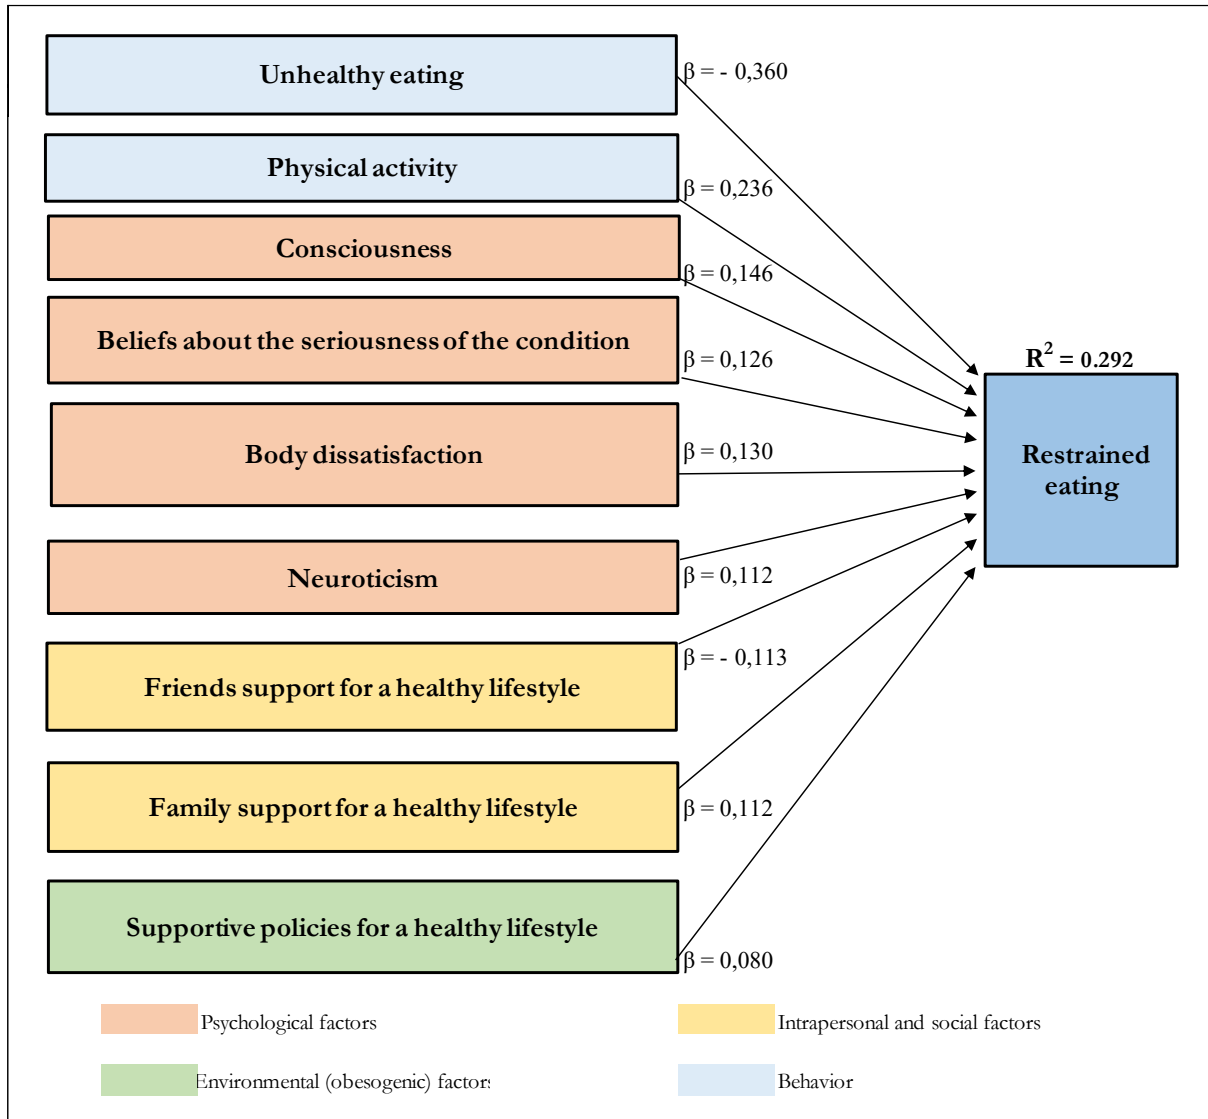 Unhealthy eating
β = - 0,360
Physical activity
β = 0,236
Consciousness
β = 0,146
Beliefs about the seriousness of the condition
β = 0,126
R² = 0.292
Restrained
eating
Body dissatisfaction
β = 0,130
Neuroticism
β = 0,112
Friends support for a healthy lifestyle
β = - 0,113
Family support for a healthy lifestyle
β = 0,112
Supportive policies for a healthy lifestyle
β = 0,080
Psychological factors
Intrapersonal and social factors
Environmental (obesogenic) factors
Behavior